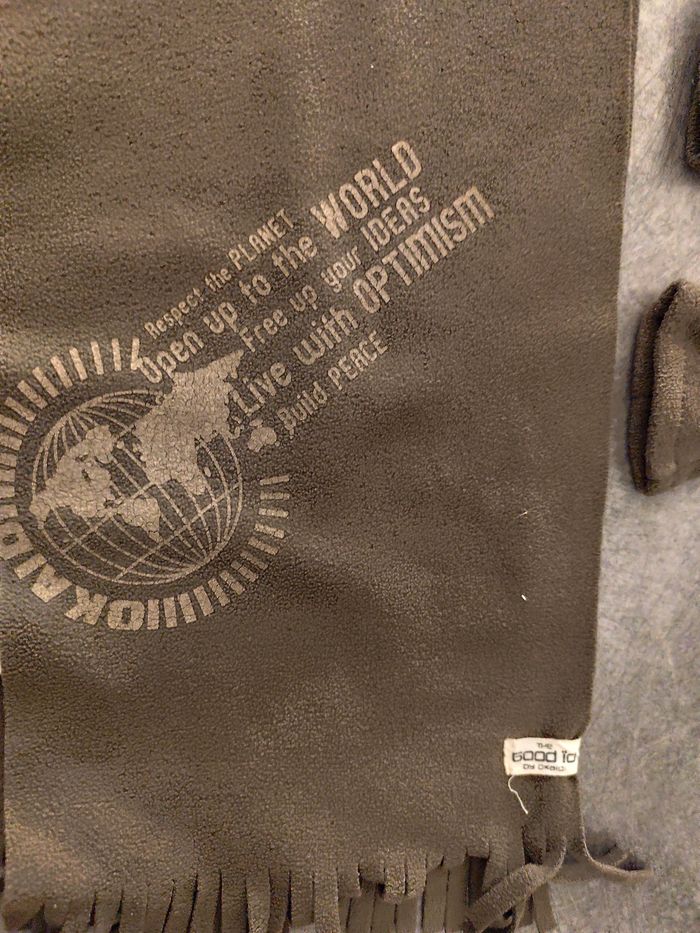 Respect the PLANET
Open up to the WORLD
Free up your IDEAS
Live with OPTIMISM
Build PEACE
OKAI
THE
GOOD